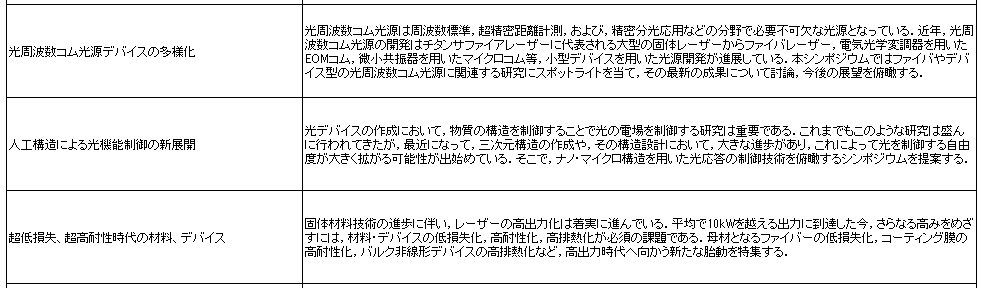 光周波数コム光源デバイスの多様化
光周波数コム光源は周波数標準，超精密距離計測，および，精密分光応用などの分野で必要不可欠な光源となっている．近年，光周
波数コム光源の開発はチタンサファイアレーザーに代表される大型の固体レーザーからファイバレーザー，電気光学変調器を用いた
EOMコム，微小共振器を用いたマイクロコム等，小型デバイスを用いた光源開発が進展している．本シンポジウムではファイバやデバ
イス型の光周波数コム光源に関連する研究にスポットライトを当て，その最新の成果について討論，今後の展望を俯瞰する．
人工構造による光機能制御の新展開
光デバイスの作成において，物質の構造を制御することで光の電場を制御する研究は重要である．これまでもこのような研究は盛ん
に行われてきたが，最近になって，三次元構造の作成や，その構造設計において，大きな進歩があり，これによって光を制御する自由
度が大きく拡がる可能性が出始めている．そこで，ナノ・マイクロ構造を用いた光応答の制御技術を俯瞰するシンポジウムを提案する．
超低損失、超高耐性時代の材料、デバイス
固体材料技術の進歩に伴い，レーザーの高出力化は着実に進んでいる．平均で10kWを越える出力に到達した今，さらなる高みをめざ
すには，材料・デバイスの低損失化，高耐性化，高排熱化が必須の課題である．母材となるファイバーの低損失化，コーティング膜の
高耐性化，バルク非線形デバイスの高排熱化など，高出力時代へ向かう新たな胎動を特集する．